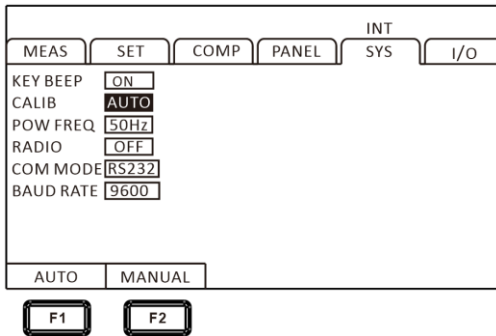 INT
MEAS SET COMP PANEL SYS I/O
KEY BEEP ON
CALIB AUTO
POW FREQ 50Hz
RADIO OFF
COM MODE RS232
BAUD RATE 9600
AUTO MANUAL
F1 F2